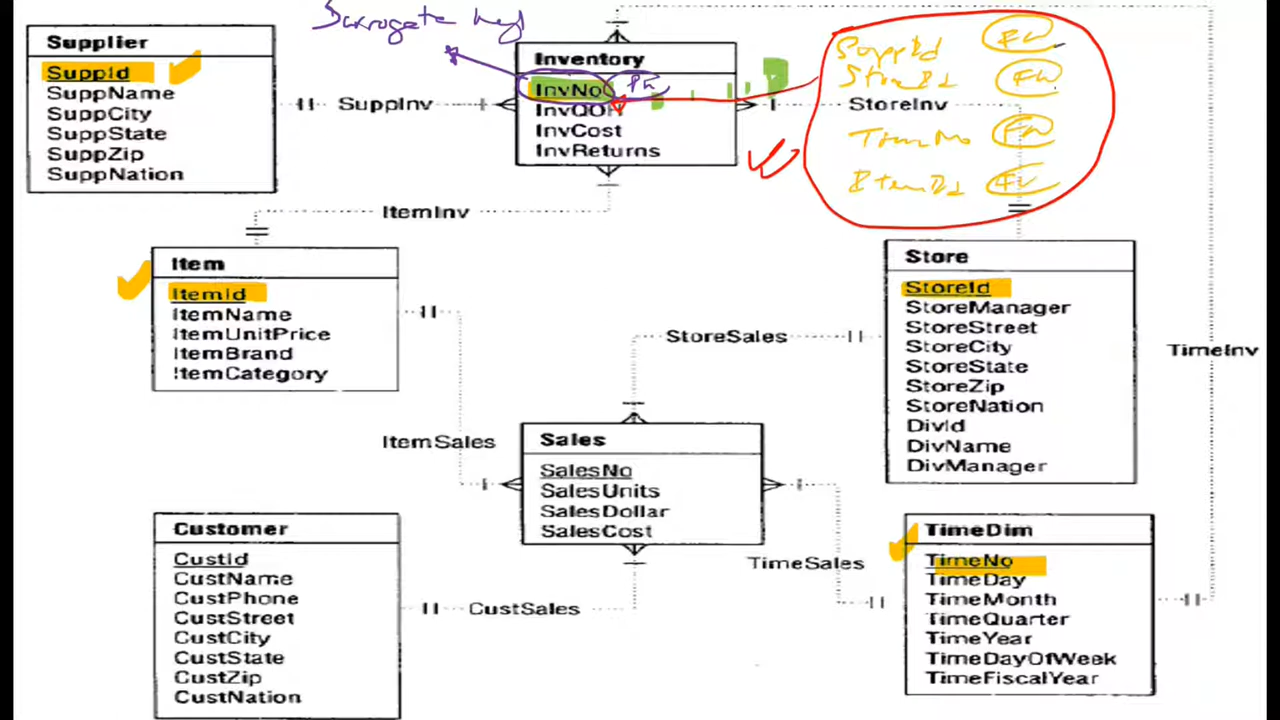 Surrogate key
Supplier
SuppId
SuppName
SuppCity
SuppState
SuppZip
SuppNation
SuppInv
Inventory
InvNo
PK
InvQOH
InvCost
InvReturns
SuppId FK
StoreId FK
StoreInv
TimeNo FK
ItemId FK
ItemInv
Item
ItemId
ItemName
ItemUnitPrice
ItemBrand
ItemCategory
Store
StoreId
StoreManager
StoreStreet
StoreCity
StoreState
StoreZip
StoreNation
DivId
DivName
DivManager
StoreSales
TimeInv
ItemSales
Sales
SalesNo
SalesUnits
SalesDollar
SalesCost
Customer
CustId
CustName
CustPhone
CustStreet
CustCity
CustState
CustZip
CustNation
CustSales
TimeSales
TimeDim
TimeNo
TimeDay
TimeMonth
TimeQuarter
TimeYear
TimeDayOfWeek
TimeFiscalYear